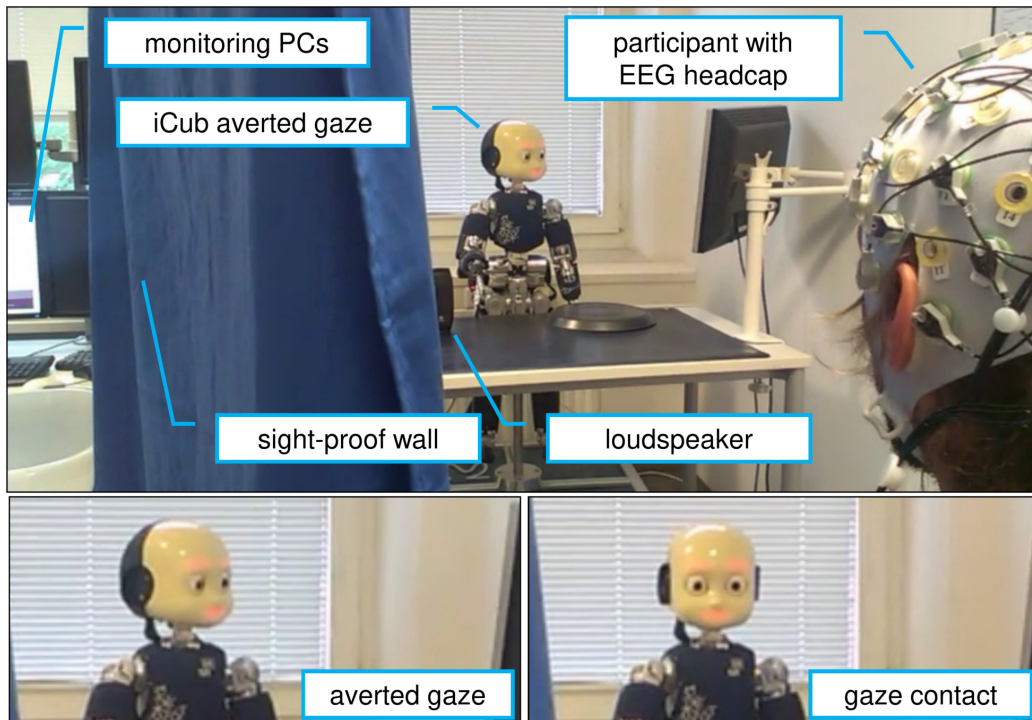 monitoring PCs
participant with
EEG headcap
iCub averted gaze
sight-proof wall
loudspeaker
averted gaze
gaze contact